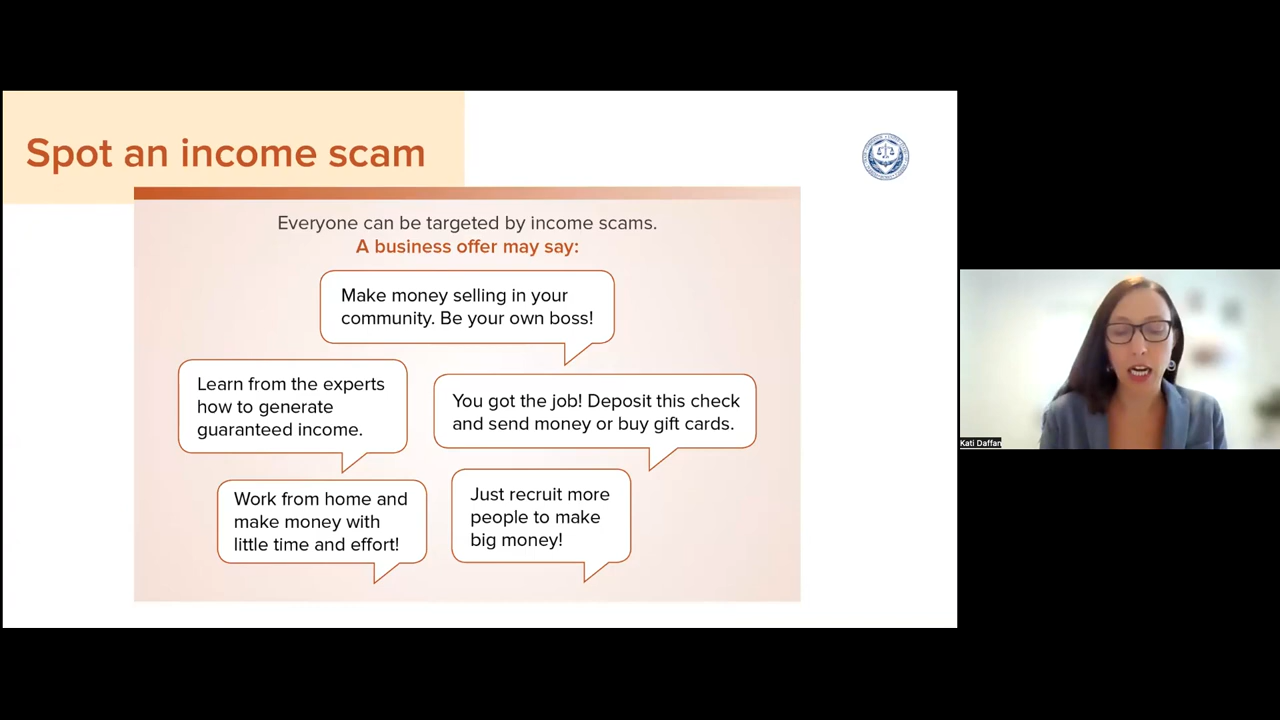 Spot an income scam
Everyone can be targeted by income scams.
A business offer may say:
Make money selling in your
community. Be your own boss!
Learn from the experts
how to generate
guaranteed income.
You got the job! Deposit this check
and send money or buy gift cards.
Work from home and
make money with
little time and effort!
Just recruit more
people to make
big money!
Kati Daffan